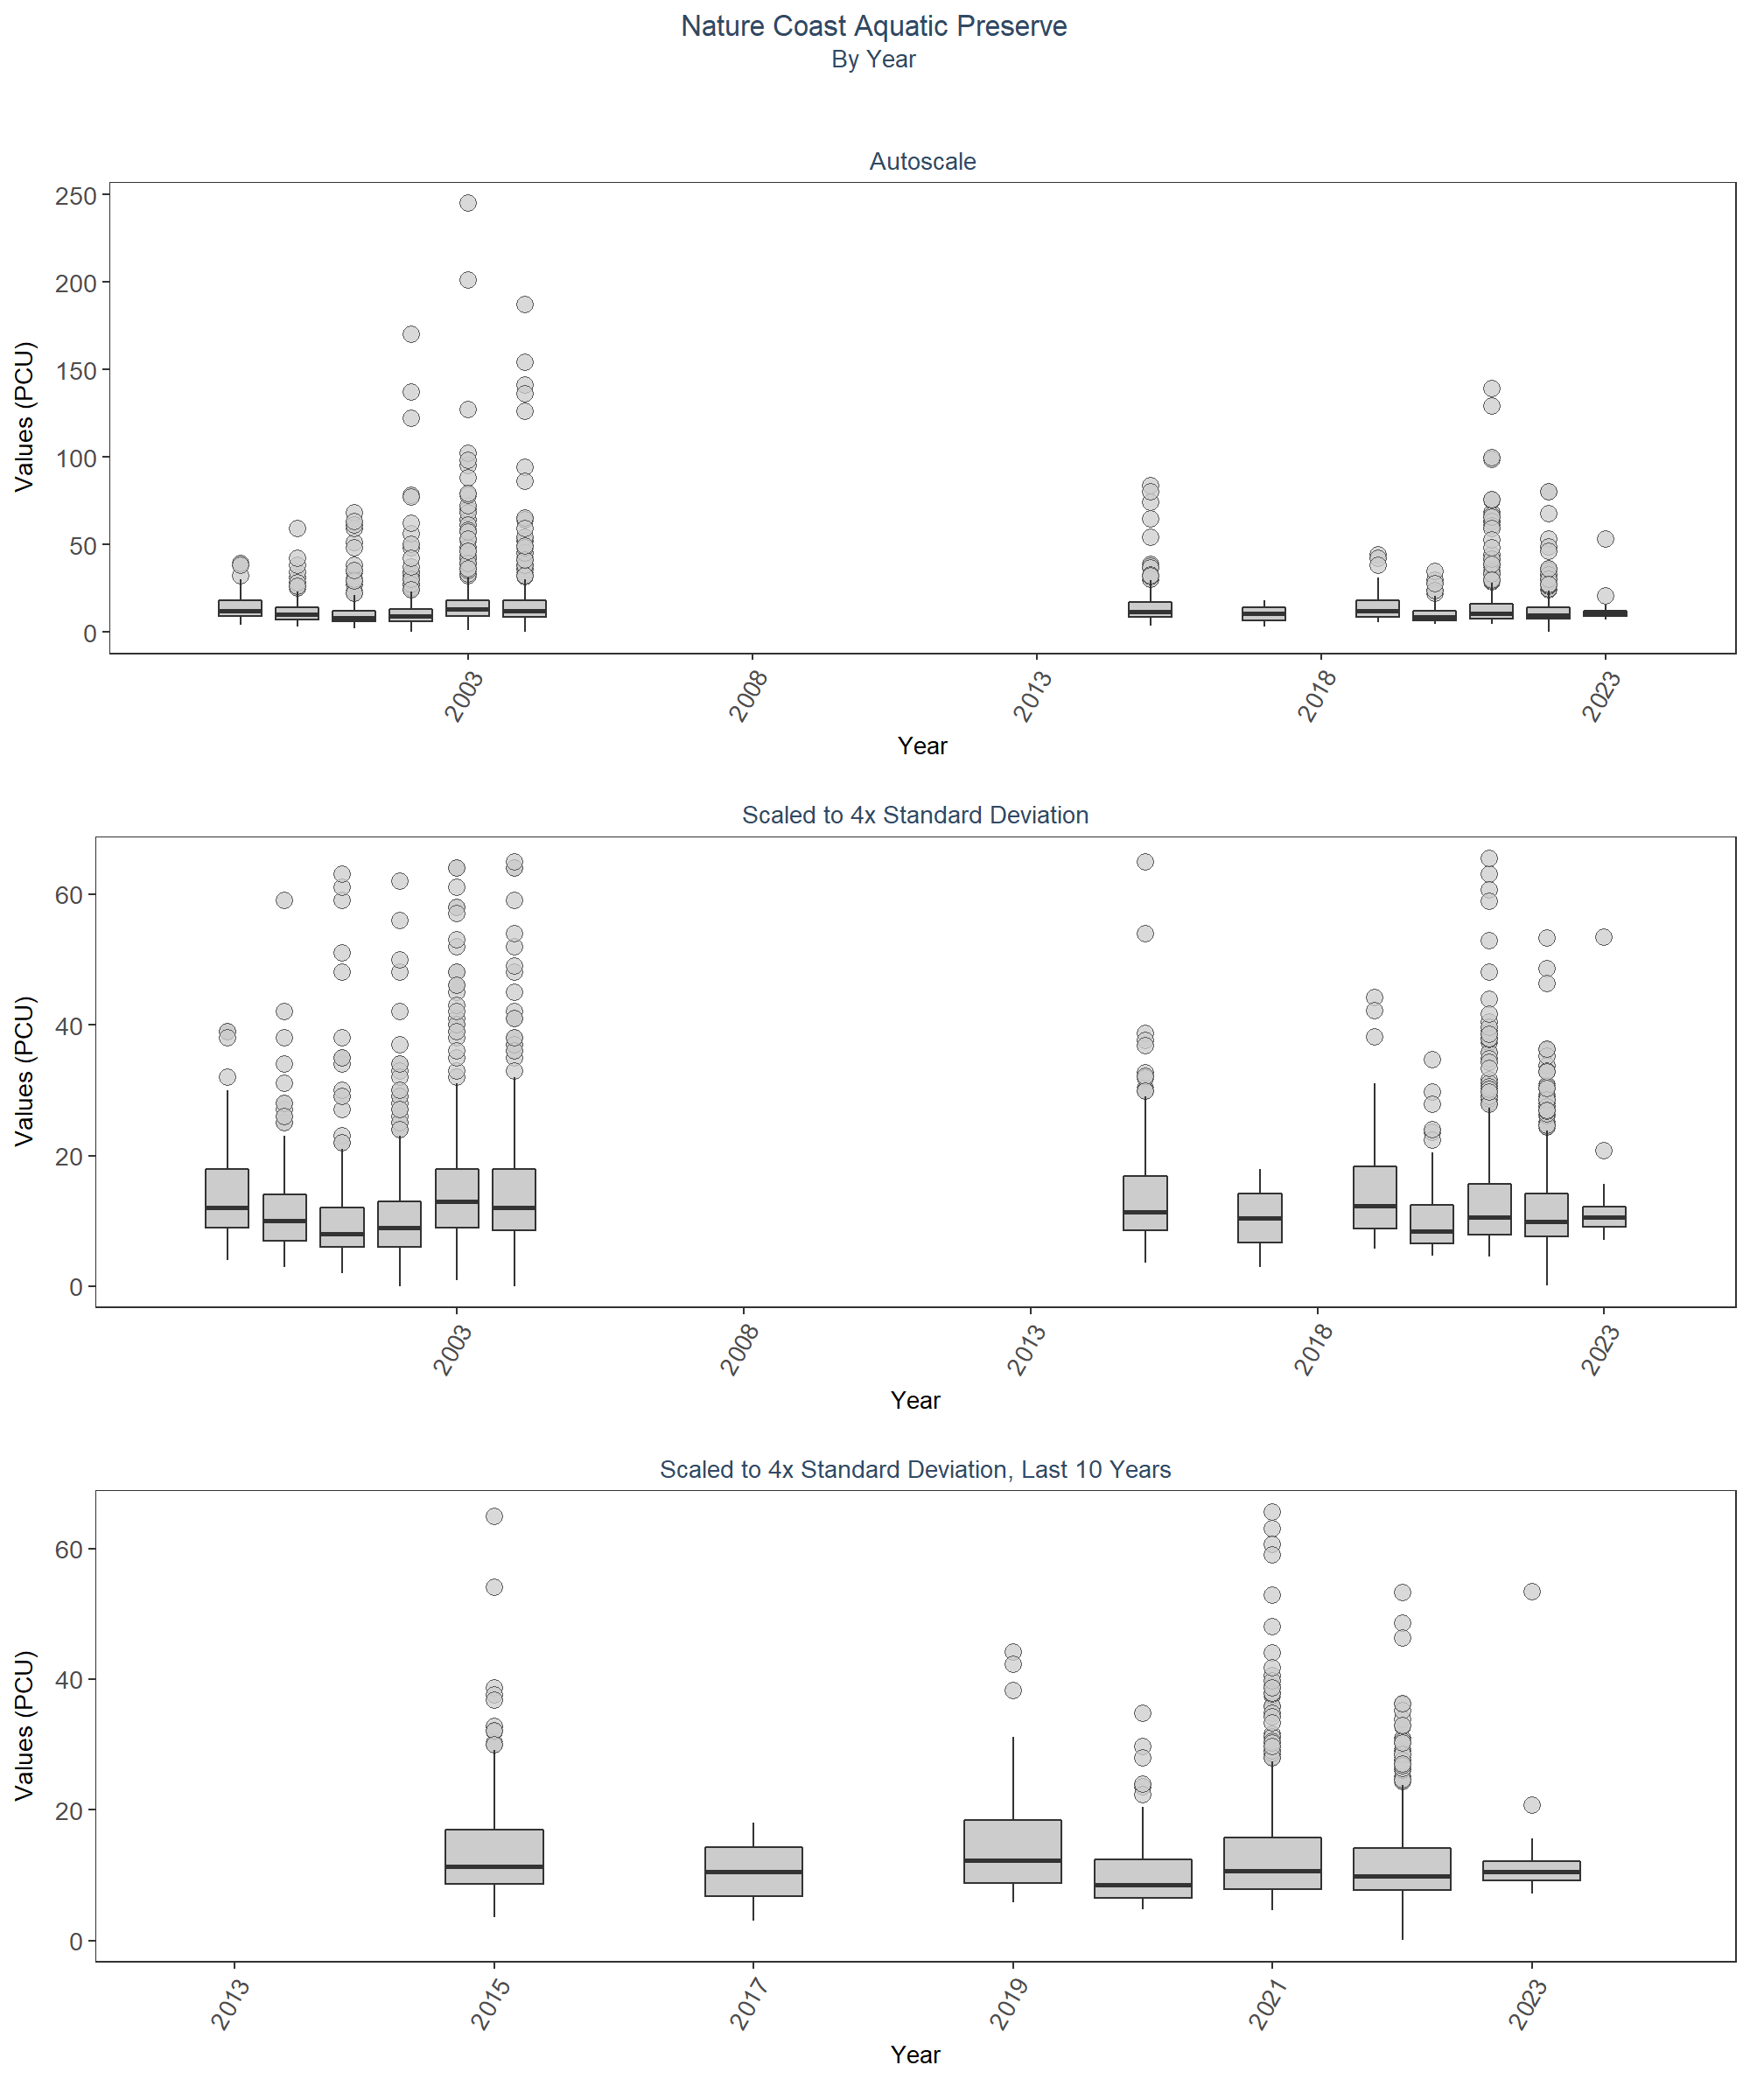 Nature Coast Aquatic Preserve
By Year
Autoscale
Values (PCU)
250
200
150
100
50
0
2003
2008
2013
2018
2023
Year
Scaled to 4x Standard Deviation
Values (PCU)
60
40
20
0
2003
2008
2013
2018
2023
Year
Scaled to 4x Standard Deviation, Last 10 Years
Values (PCU)
60
40
20
0
2013
2015
2017
2019
2021
2023
Year